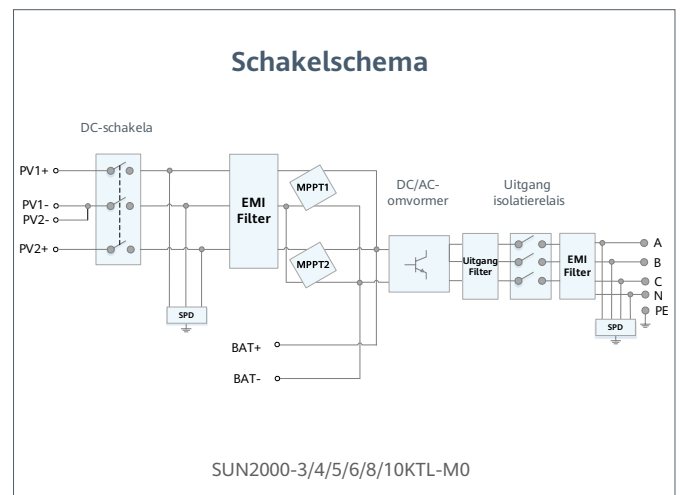 Schakelschema
DC-schakela
PV1+
PV1-
PV2-
PV2+
EMI
Filter
MPPT1
MPPT2
DC/AC-
omvormer
Uitgang
isolatierelais
Uitgang
Filter
EMI
Filter
A
B
C
N
PE
SPD
SPD
BAT+
BAT-
SUN2000-3/4/5/6/8/10KTL-M0